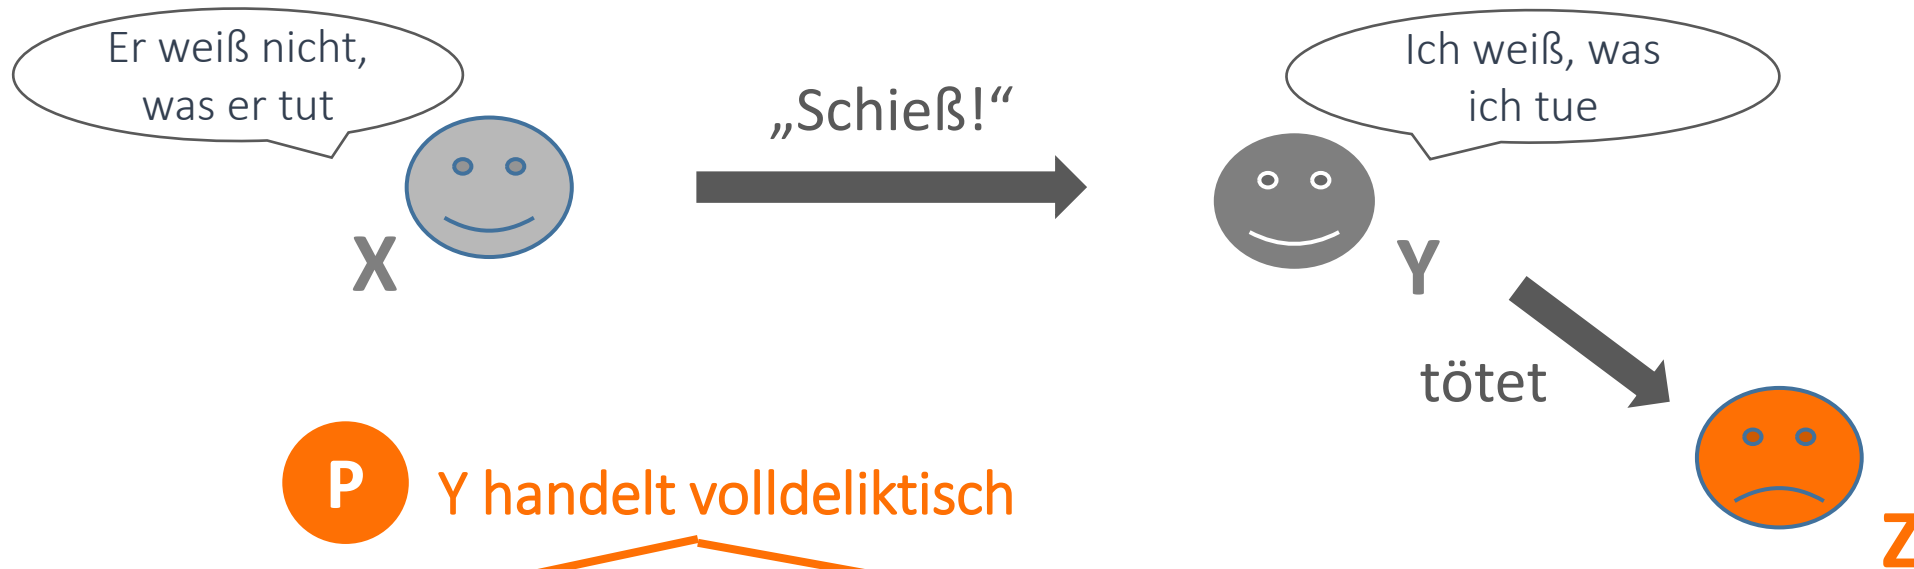 Er weiß nicht,
was er tut
„Schieß!“
Ich weiß, was
ich tue
X
Y
tötet
P
Y handelt volldeliktisch
Z